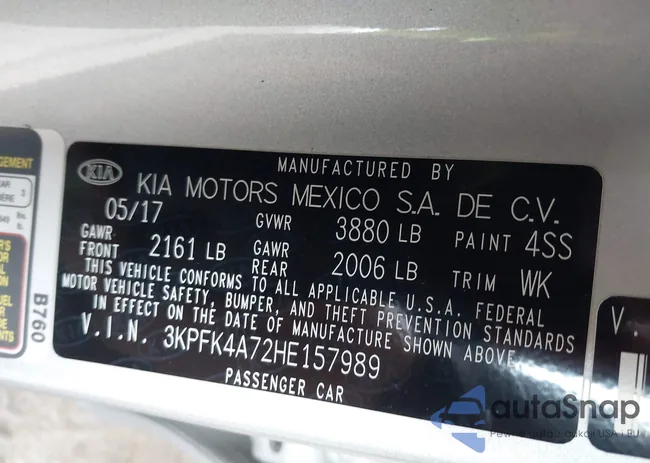 MANUFACTURED BY
KIA KIA MOTORS MEXICO S.A. DE C.V.
05/17 GVWR 3880 LB PAINT 4SS
GAWR FRONT 2161 LB GAWR REAR 2006 LB TRIM WK
THIS VEHICLE CONFORMS TO ALL APPLICABLE U.S.A. FEDERAL
MOTOR VEHICLE SAFETY, BUMPER, AND THEFT PREVENTION STANDARDS
IN EFFECT ON THE DATE OF MANUFACTURE SHOWN ABOVE.
V.I.N. 3KPFK4A72HE157989
PASSENGER CAR
B760
V
autoSnap